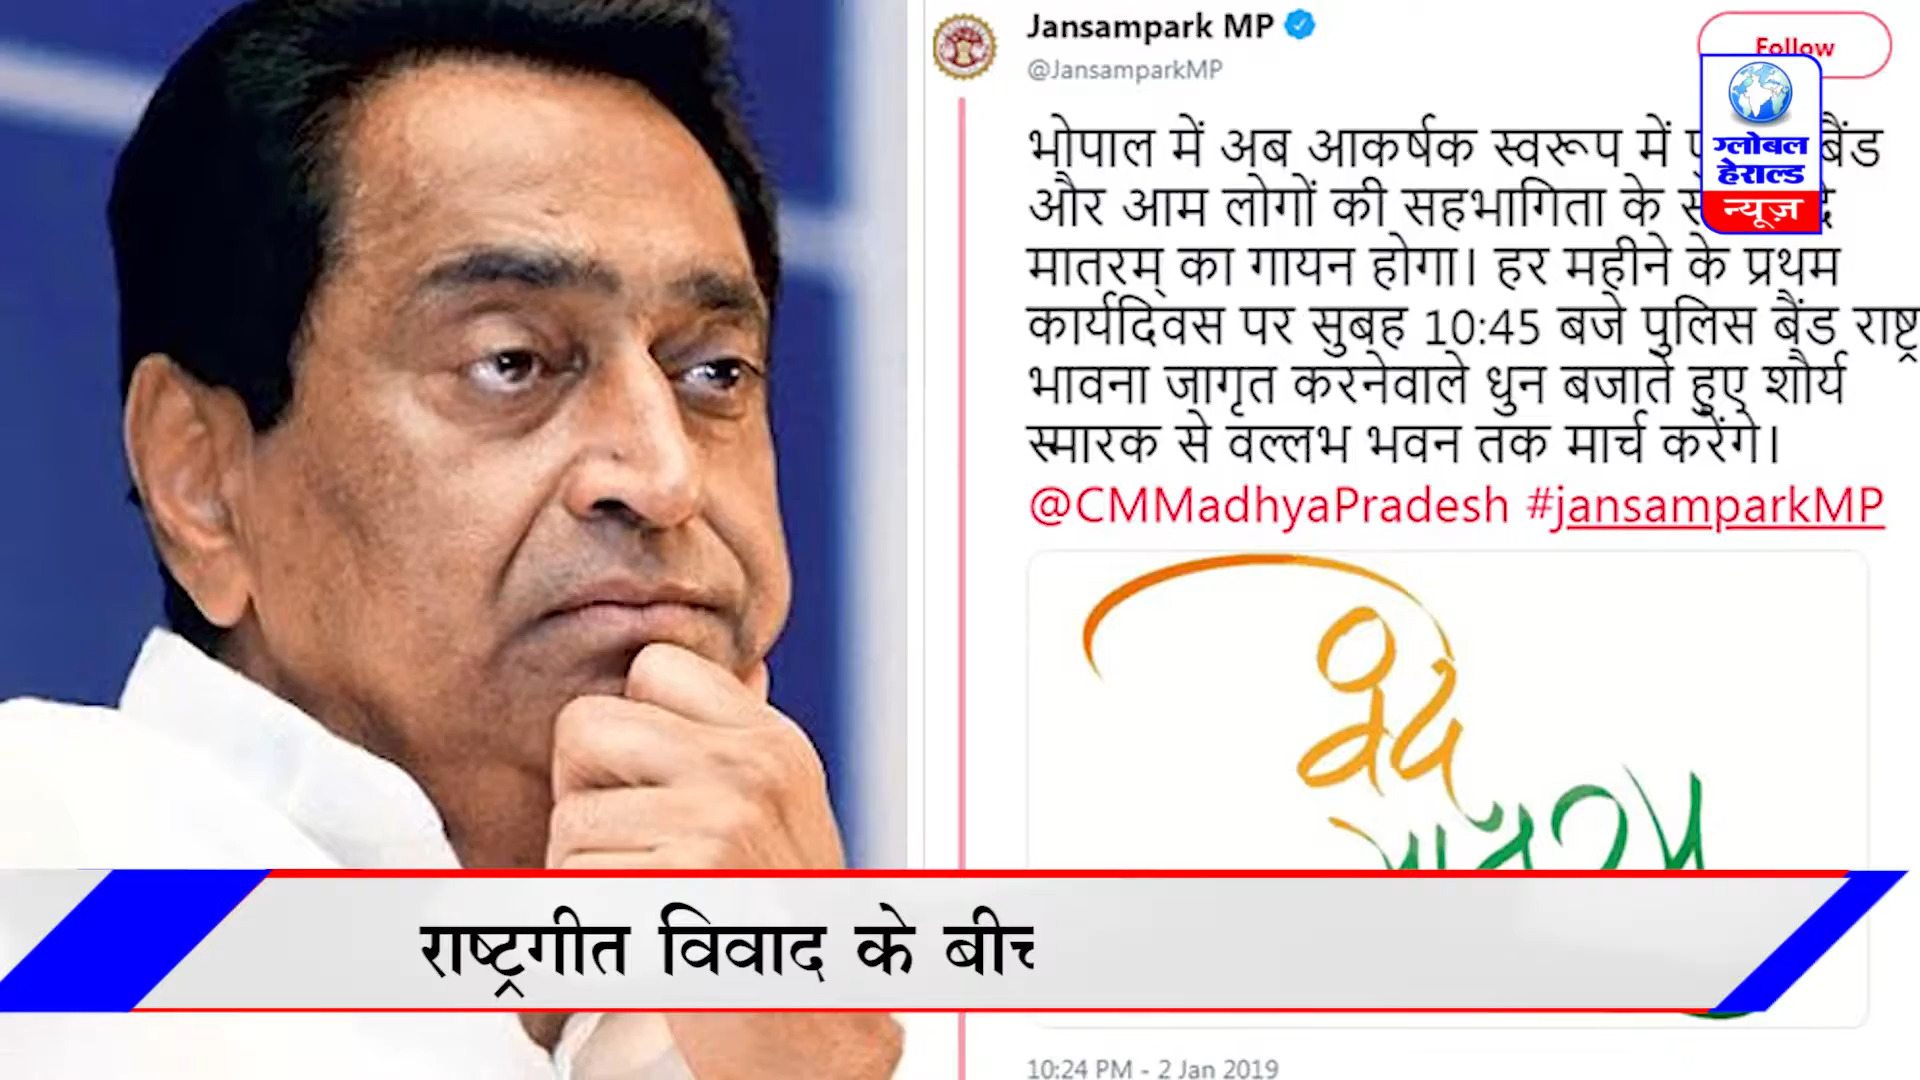 Jansampark MP
@JansamparkMP
Follow
ग्लोबल
हेराल्ड
न्यूज़
भोपाल में अब आकर्षक स्वरूप में बैंड
और आम लोगों की सहभागिता के
मातरम् का गायन होगा। हर महीने के प्रथम
कार्यदिवस पर सुबह 10:45 बजे पुलिस बैंड राष्ट्र
भावना जागृत करनेवाले धुन बजाते हुए शौर्य
स्मारक से वल्लभ भवन तक मार्च करेंगे।
@CMMadhyaPradesh #jansamparkMP
वंदे
मातरम
राष्ट्रगीत विवाद के बीच
10:24 PM - 2 Jan 2019